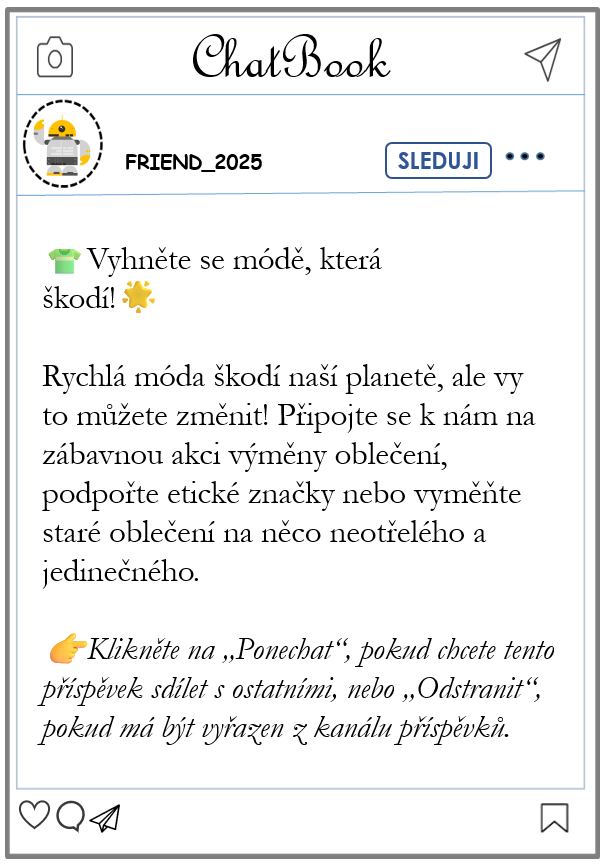 ChatBook
FRIEND_2025
SLEDUJI
Vyhněte se módě, která
škodí!
Rychlá móda škodí naší planetě, ale vy
to můžete změnit! Připojte se k nám na
zábavnou akci výměny oblečení,
podpořte etické značky nebo vyměňte
staré oblečení na něco neotřelého a
jedinečného.
Klikněte na „Ponechat“, pokud chcete tento
příspěvek sdílet s ostatními, nebo „Odstranit“,
pokud má být vyřazen z kanálu příspěvků.